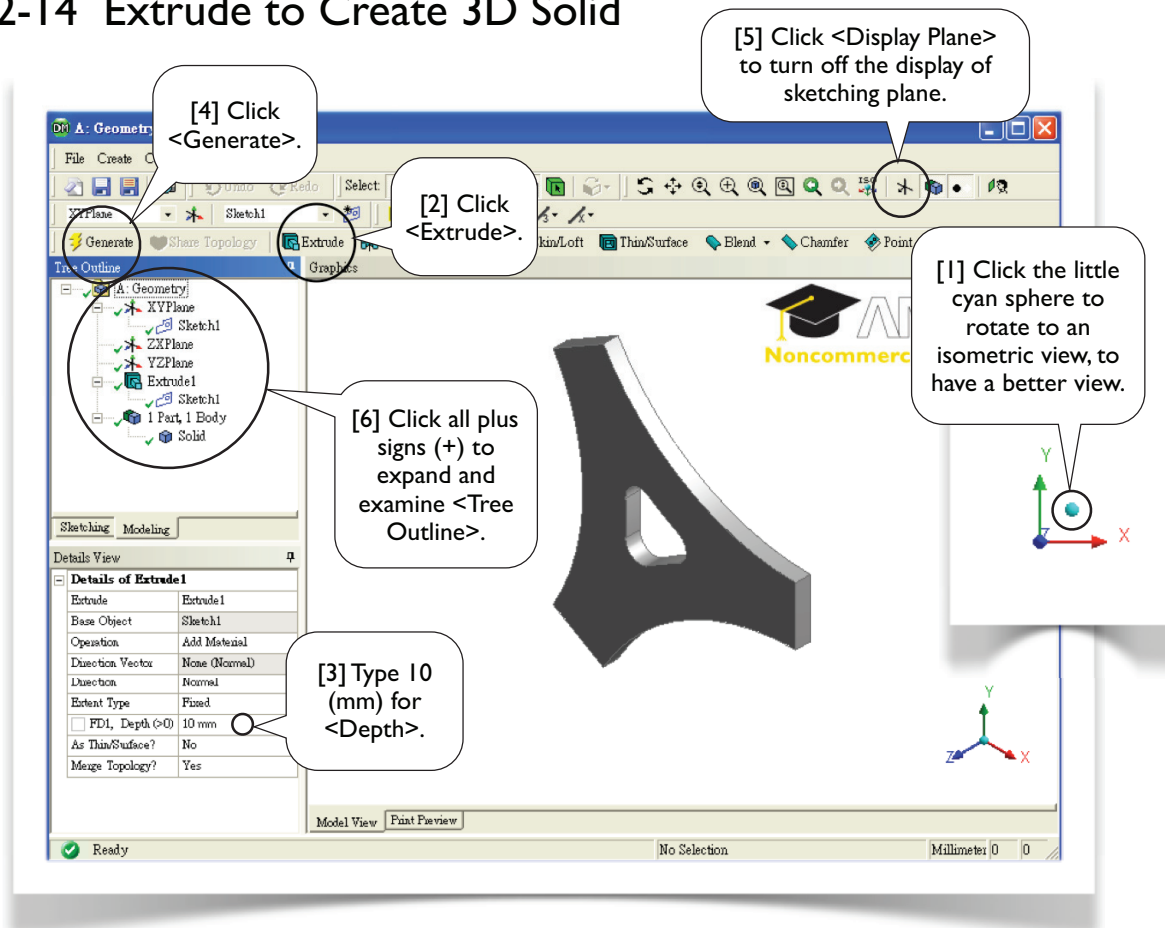 2-14 Extrude to Create 3D Solid
[5] Click <Display Plane>
to turn off the display of
sketching plane.
[4] Click
<Generate>.
A: Geometry
File Create
Undo Redo Select:
XYPlane Sketch1
[2] Click
<Extrude>.
Generate Share Topology Extrude Skin/Loft Thin/Surface Blend Chamfer Point
Tree Outline
Graphics
[1] Click the little
cyan sphere to
rotate to an
isometric view, to
have a better view.
A: Geometry
XYPlane
Sketch1
ZXPlane
YZPlane
Extrude1
Sketch1
1 Part, 1 Body
Solid
Noncommerc
[6] Click all plus
signs (+) to
expand and
examine <Tree
Outline>.
Y
Z X
Sketching Modeling
Details View
Details of Extrude1
Extrude Extrude1
Base Object Sketch1
Operation Add Material
Direction Vector None (Normal)
Direction Normal
Extent Type Fixed
FD1, Depth (>0) 10 mm
As Thin/Surface? No
Merge Topology? Yes
[3] Type 10
(mm) for
<Depth>.
Y
Z X
Model View Print Preview
Ready No Selection Millimeter 0 0